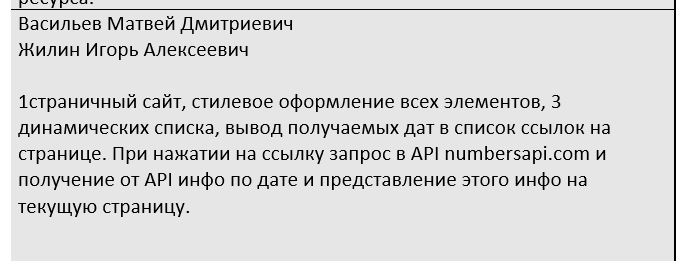 ресурса.
Васильев Матвей Дмитриевич
Жилин Игорь Алексеевич
1страничный сайт, стилевое оформление всех элементов, 3
динамических списка, вывод получаемых дат в список ссылок на
странице. При нажатии на ссылку запрос в API numbersapi.com и
получение от API инфо по дате и представление этого инфо на
текущую страницу.